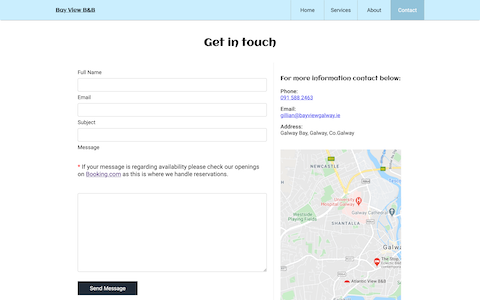 Bay View B&B
Home
Services
About
Contact
Get in touch
Full Name
Email
Subject
Message
* If your message is regarding availability please check our openings
on Booking.com as this is where we handle reservations.
Send Message
For more information contact below:
Phone:
091 588 2463
Email:
gillian@bayviewgalway.ie
Address:
Galway Bay, Galway, Co.Galway
NEWCASTLE
University
Hospital Galway
Galway Cathedral
Westside
Playing Fields
SHANTALLA
Galwa
Atlantic View B&B